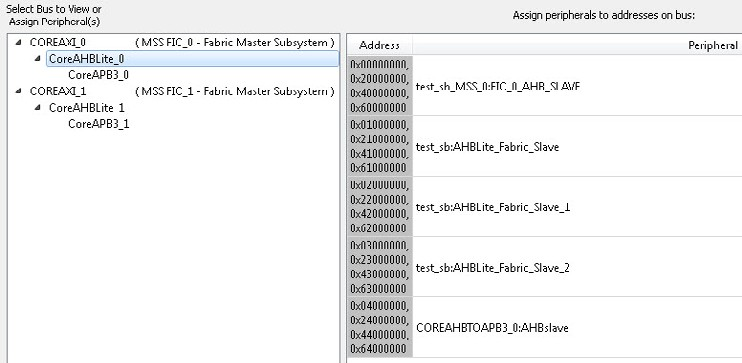 Select Bus to View or
Assign Peripheral(s)
COREAXI_0 ( MSS FIC_0 - Fabric Master Subsystem )
CoreAHBLite_0
CoreAPB3_0
COREAXI_1 ( MSS FIC_1 - Fabric Master Subsystem )
CoreAHBLite_1
CoreAPB3_1
Assign peripherals to addresses on bus:
Address Peripheral
0x00000000,
0x20000000,
0x40000000,
0x60000000
test_sb_MSS_0:FIC_0_AHB_SLAVE
0x01000000,
0x21000000,
0x41000000,
0x61000000
test_sb:AHBLite_Fabric_Slave
0x02000000,
0x22000000,
0x42000000,
0x62000000
test_sb:AHBLite_Fabric_Slave_1
0x03000000,
0x23000000,
0x43000000,
0x63000000
test_sb:AHBLite_Fabric_Slave_2
0x04000000,
0x24000000,
0x44000000,
0x64000000
COREAHBTOAPB3_0:AHBslave